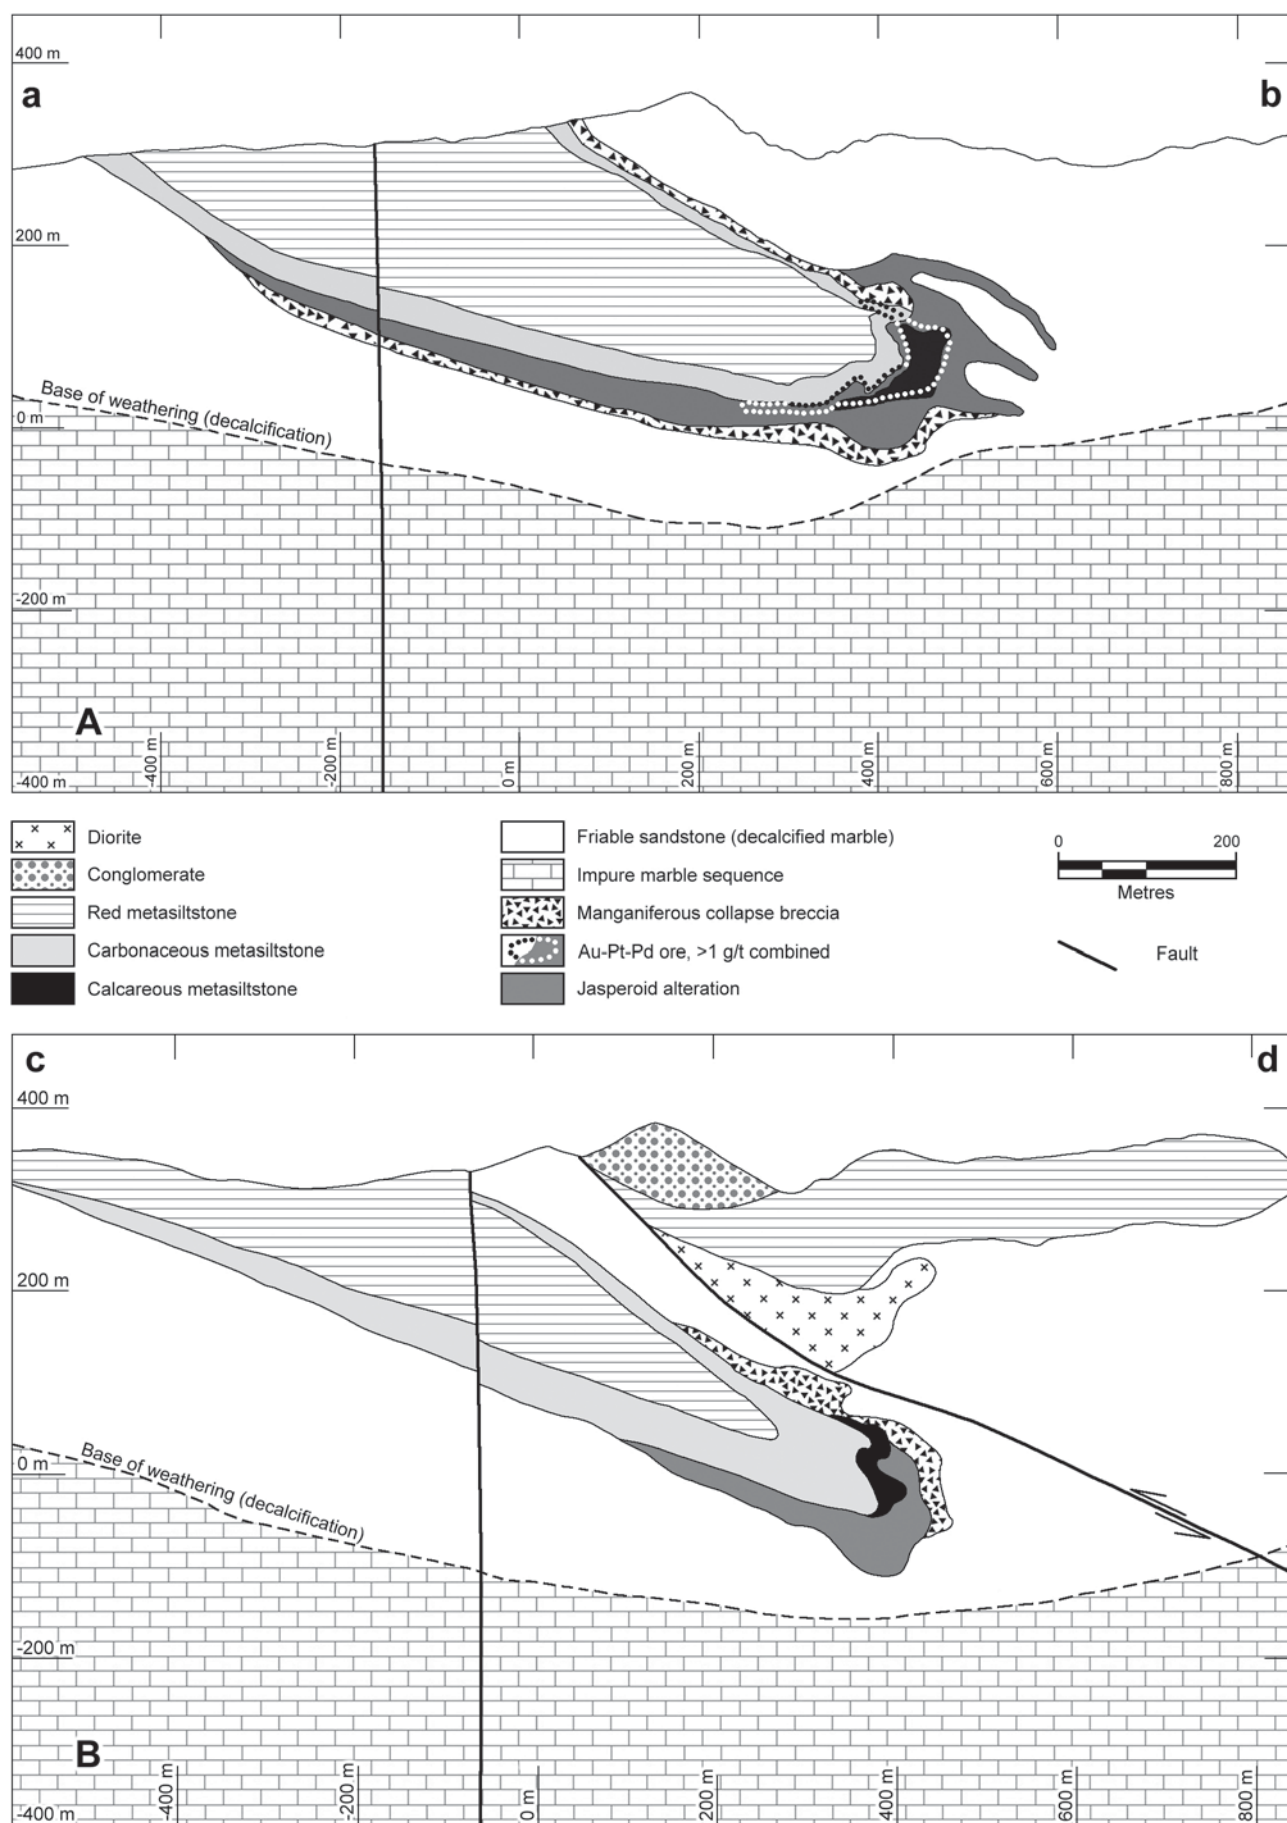 400 m
a
b
200 m
Base of weathering (decalcification)
0 m
-200 m
A
-400 m
-400 m
-200 m
0 m
200 m
400 m
600 m
800 m
Diorite
Conglomerate
Red metasiltstone
Carbonaceous metasiltstone
Calcareous metasiltstone
Friable sandstone (decalcified marble)
Impure marble sequence
Manganiferous collapse breccia
Au-Pt-Pd ore, >1 g/t combined
Jasperoid alteration
0 200
Metres
Fault
c
d
400 m
200 m
Base of weathering (decalcification)
0 m
-200 m
B
-400 m
-400 m
-200 m
0 m
200 m
400 m
600 m
800 m